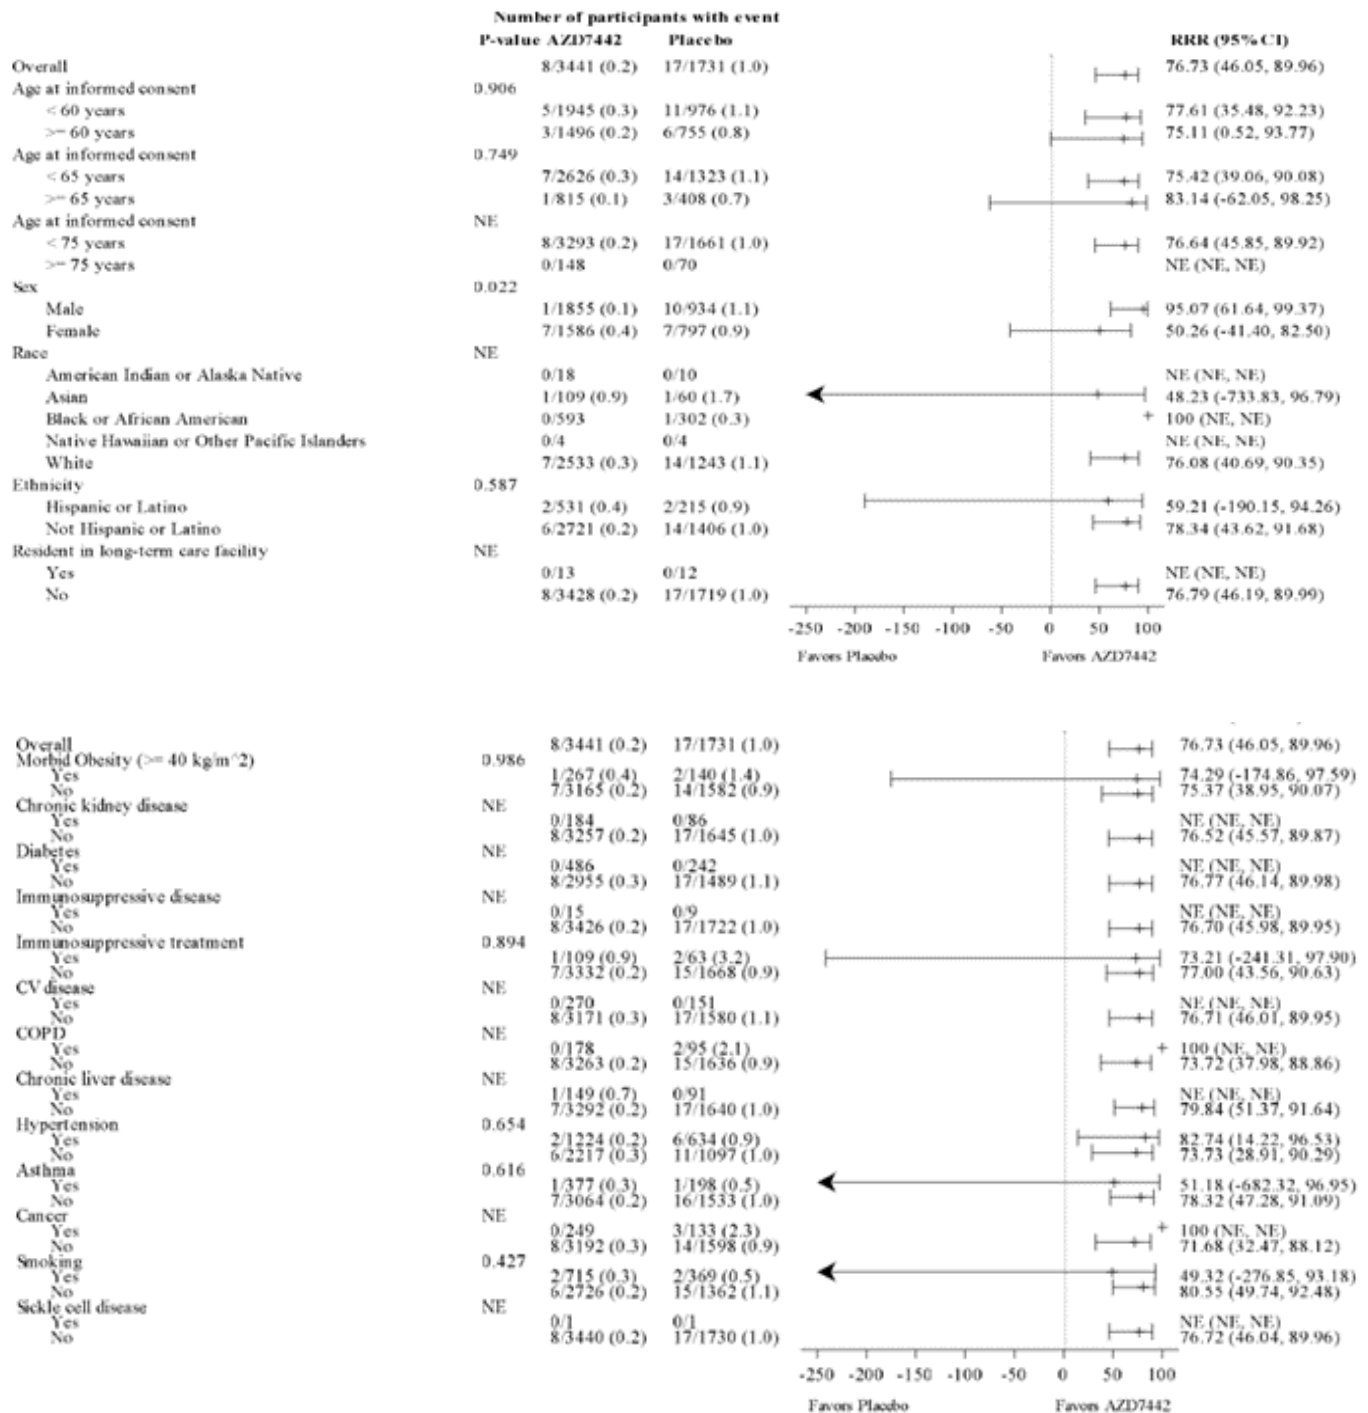 Number of participants with event
P-value AZD7442 Placebo RRR (95% CI)
Overall 8/3441 (0.2) 17/1731 (1.0) 76.73 (46.05, 89.96)
Age at informed consent 0.906
< 60 years 5/1945 (0.3) 11/976 (1.1) 77.61 (35.48, 92.23)
>= 60 years 3/1496 (0.2) 6/755 (0.8) 75.11 (0.52, 93.77)
Age at informed consent 0.749
< 65 years 7/2626 (0.3) 14/1323 (1.1) 75.42 (39.06, 90.08)
>= 65 years 1/815 (0.1) 3/408 (0.7) 83.14 (-62.05, 98.25)
Age at informed consent NE
< 75 years 8/3293 (0.2) 17/1661 (1.0) 76.64 (45.85, 89.92)
>= 75 years 0/148 0/70 NE (NE, NE)
Sex 0.022
Male 1/1855 (0.1) 10/934 (1.1) 95.07 (61.64, 99.37)
Female 7/1586 (0.4) 7/797 (0.9) 50.26 (-41.40, 82.50)
Race NE
American Indian or Alaska Native 0/18 0/10 NE (NE, NE)
Asian 1/109 (0.9) 1/60 (1.7) 48.23 (-733.83, 96.79)
Black or African American 0/593 1/302 (0.3) 100 (NE, NE)
Native Hawaiian or Other Pacific Islanders 0/4 0/4 NE (NE, NE)
White 7/2533 (0.3) 14/1243 (1.1) 76.08 (40.69, 90.35)
Ethnicity 0.587
Hispanic or Latino 2/531 (0.4) 2/215 (0.9) 59.21 (-190.15, 94.26)
Not Hispanic or Latino 6/2721 (0.2) 14/1406 (1.0) 78.34 (43.62, 91.68)
Resident in long-term care facility NE
Yes 0/13 0/12 NE (NE, NE)
No 8/3428 (0.2) 17/1719 (1.0) 76.79 (46.19, 89.99)
-250 -200 -150 -100 -50 0 50 100
Favors Placebo Favors AZD7442
Overall 8/3441 (0.2) 17/1731 (1.0) 76.73 (46.05, 89.96)
Morbid Obesity (>= 40 kg/m^2) 0.986
Yes 1/267 (0.4) 2/140 (1.4) 74.29 (-174.86, 97.59)
No 7/3165 (0.2) 14/1582 (0.9) 75.37 (38.95, 90.07)
Chronic kidney disease NE
Yes 0/184 0/86 NE (NE, NE)
No 8/3257 (0.2) 17/1645 (1.0) 76.52 (45.57, 89.87)
Diabetes NE
Yes 0/486 0/242 NE (NE, NE)
No 8/2955 (0.3) 17/1489 (1.1) 76.77 (46.14, 89.98)
Immunosuppressive disease NE
Yes 0/15 0/9 NE (NE, NE)
No 8/3426 (0.2) 17/1722 (1.0) 76.70 (45.98, 89.95)
Immunosuppressive treatment 0.894
Yes 1/109 (0.9) 2/63 (3.2) 73.21 (-241.31, 97.90)
No 7/3332 (0.2) 15/1668 (0.9) 77.00 (43.56, 90.63)
CV disease NE
Yes 0/270 0/151 NE (NE, NE)
No 8/3171 (0.3) 17/1580 (1.1) 76.71 (46.01, 89.95)
COPD NE
Yes 0/178 2/95 (2.1) 100 (NE, NE)
No 8/3263 (0.2) 15/1636 (0.9) 73.72 (37.98, 88.86)
Chronic liver disease NE
Yes 1/149 (0.7) 0/91 NE (NE, NE)
No 7/3292 (0.2) 17/1640 (1.0) 79.84 (51.37, 91.64)
Hypertension 0.654
Yes 2/1224 (0.2) 6/634 (0.9) 82.74 (14.22, 96.53)
No 6/2217 (0.3) 11/1097 (1.0) 73.73 (28.91, 90.29)
Asthma 0.616
Yes 1/377 (0.3) 1/198 (0.5) 51.18 (-682.32, 96.95)
No 7/3064 (0.2) 16/1533 (1.0) 78.32 (47.28, 91.09)
Cancer NE
Yes 0/249 3/133 (2.3) 100 (NE, NE)
No 8/3192 (0.3) 14/1598 (0.9) 71.68 (32.47, 88.12)
Smoking 0.427
Yes 2/715 (0.3) 2/369 (0.5) 49.32 (-276.85, 93.18)
No 6/2726 (0.2) 15/1362 (1.1) 80.55 (49.74, 92.48)
Sickle cell disease NE
Yes 0/1 0/1 NE (NE, NE)
No 8/3440 (0.2) 17/1730 (1.0) 76.72 (46.04, 89.96)
-250 -200 -150 -100 -50 0 50 100
Favors Placebo Favors AZD7442